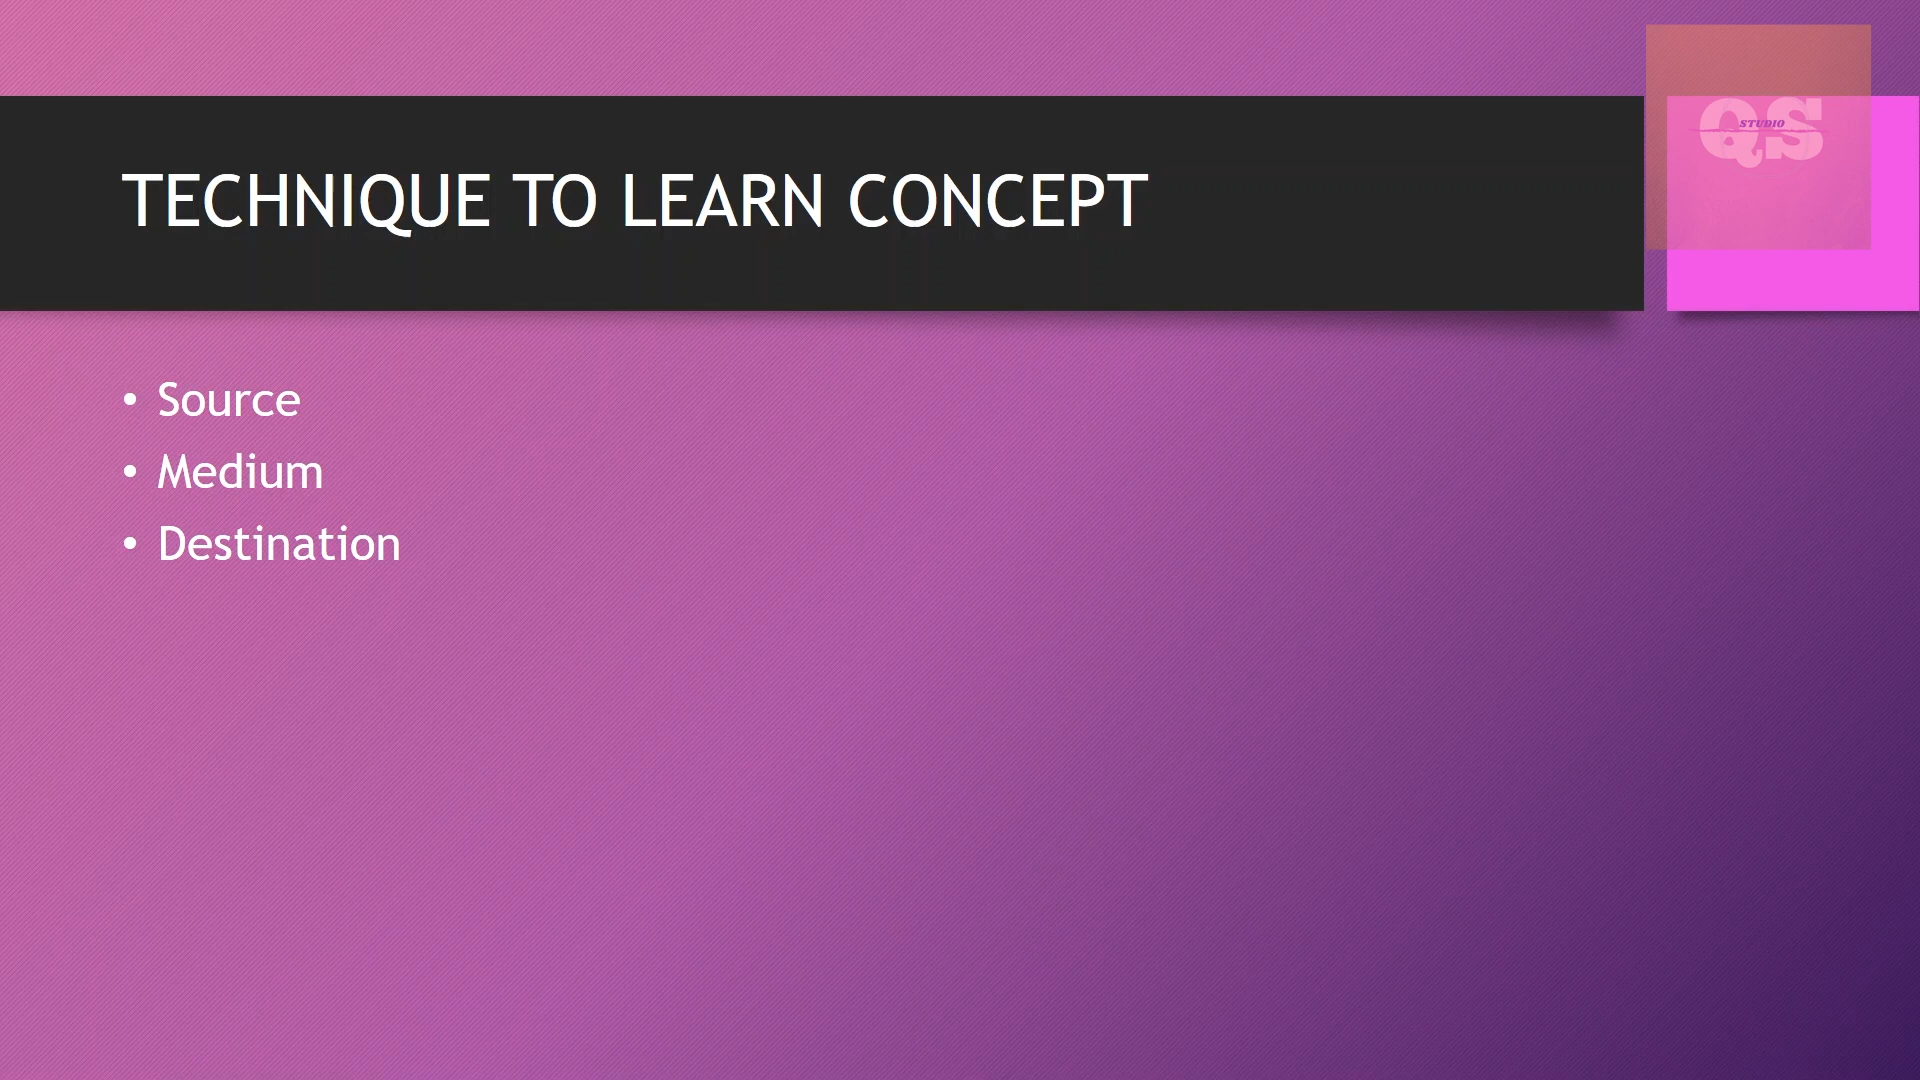 TECHNIQUE TO LEARN CONCEPT
QS
STUDIO
• Source
• Medium
• Destination